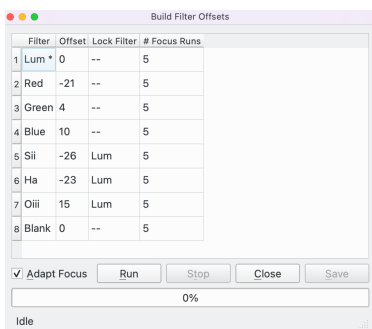 Build Filter Offsets
Filter Offset Lock Filter # Focus Runs
1 Lum * 0 -- 5
2 Red -21 -- 5
3 Green 4 -- 5
4 Blue 10 -- 5
5 Sii -26 Lum 5
6 Ha -23 Lum 5
7 Oiii 15 Lum 5
8 Blank 0 -- 5
Adapt Focus Run Stop Close Save
0%
Idle